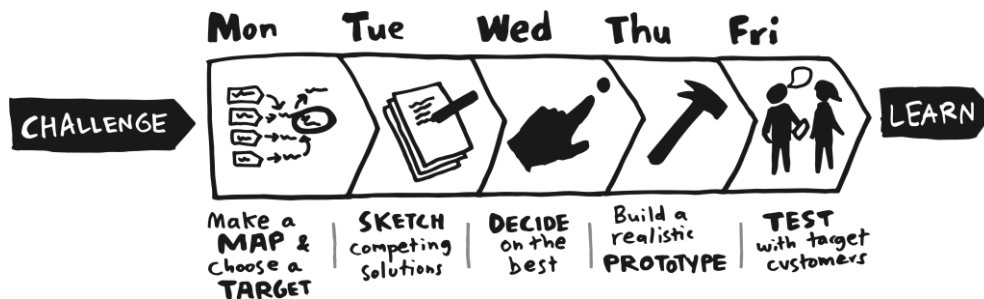 Mon Tue Wed Thu Fri
CHALLENGE
LEARN
Make a
MAP &
choose a
TARGET
SKETCH
competing
solutions
DECIDE
on the
best
Build a
realistic
PROTOTYPE
TEST
with target
customers